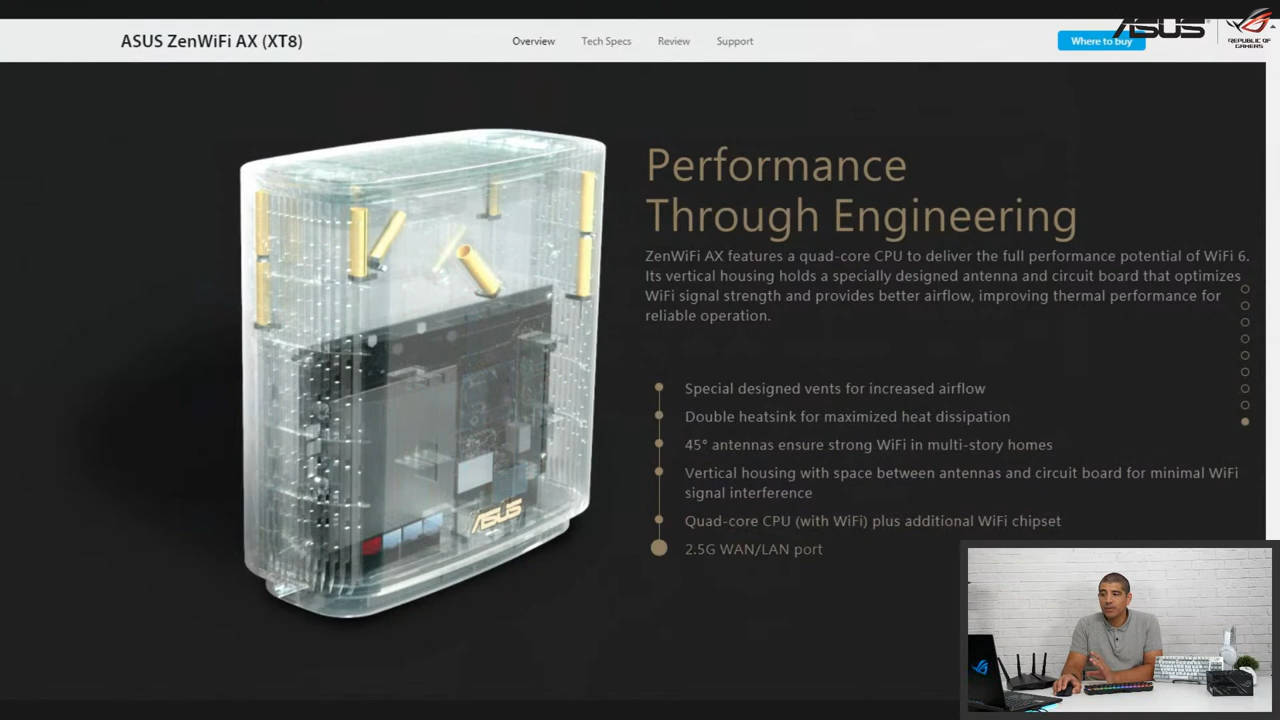 ASUS ZenWiFi AX (XT8)
Overview
Tech Specs
Review
Support
Where to buy
ASUS
REPUBLIC OF
GAMERS
Performance
Through Engineering
ZenWiFi AX features a quad-core CPU to deliver the full performance potential of WiFi 6.
Its vertical housing holds a specially designed antenna and circuit board that optimizes
WiFi signal strength and provides better airflow, improving thermal performance for
reliable operation.
Special designed vents for increased airflow
Double heatsink for maximized heat dissipation
45° antennas ensure strong WiFi in multi-story homes
Vertical housing with space between antennas and circuit board for minimal WiFi
signal interference
Quad-core CPU (with WiFi) plus additional WiFi chipset
2.5G WAN/LAN port
ASUS